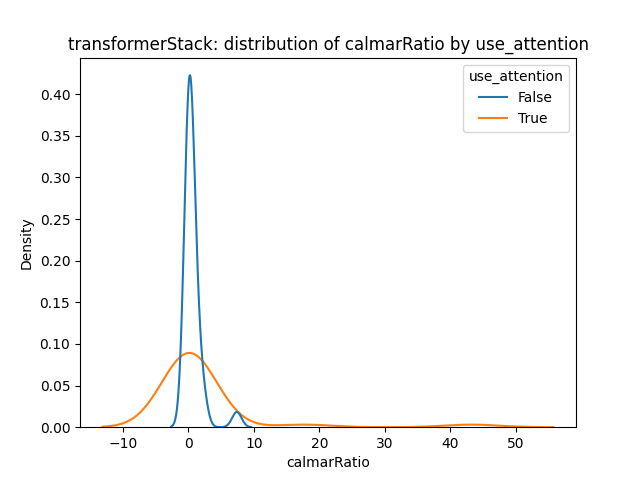 transformerStack: distribution of calmarRatio by use_attention
use_attention
False
True
0.40
0.35
0.30
0.25
0.20
0.15
0.10
0.05
0.00
Density
−10
0
10
20
30
40
50
calmarRatio